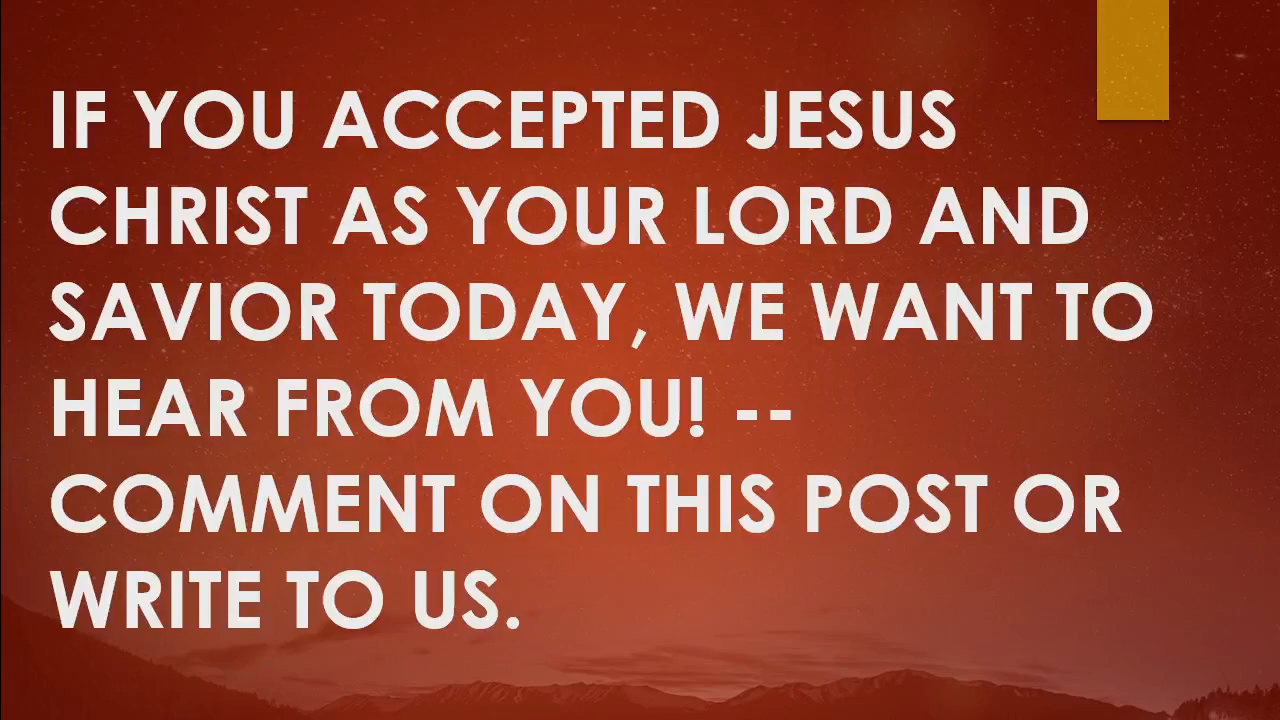 IF YOU ACCEPTED JESUS
CHRIST AS YOUR LORD AND
SAVIOR TODAY, WE WANT TO
HEAR FROM YOU! --
COMMENT ON THIS POST OR
WRITE TO US.